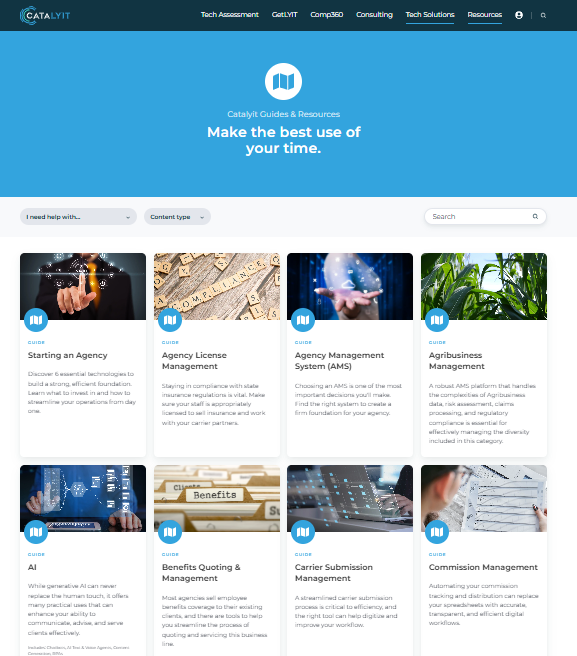 CATALYIT
Tech Assessment GetLYIT Comp360 Consulting Tech Solutions Resources
Catalyit Guides & Resources
Make the best use of
your time.
I need help with...
Content type
Search
COMPLIANCE
GUIDE
Starting an Agency
Discover 6 essential technologies to
build a strong, efficient foundation.
Learn what to invest in and how to
streamline your operations from day
one.
GUIDE
Agency License
Management
Staying in compliance with state
insurance regulations is vital. Make
sure your staff is appropriately
licensed to sell insurance and work
with your carrier partners.
GUIDE
Agency Management
System (AMS)
Choosing an AMS is one of the most
important decisions you'll make.
Find the right system to create a
firm foundation for your agency.
GUIDE
Agribusiness
Management
A robust AMS platform that handles
the complexities of Agribusiness
data, risk assessment, claims
processing, and regulatory
compliance is essential for
effectively managing the diversity
included in this category.
Clients
Benefits
GUIDE
AI
While generative AI can never
replace the human touch, it offers
many practical uses that can
enhance your ability to
communicate, advise, and serve
clients effectively.
Includes: Chatbots, AI Text & Voice Agents, Content
GUIDE
Benefits Quoting &
Management
Most agencies sell employee
benefits coverage to their existing
clients, and there are tools to help
you streamline the process of
quoting and servicing this business
line.
GUIDE
Carrier Submission
Management
A streamlined carrier submission
process is critical to efficiency, and
the right tool can help digitize and
improve your workflow.
GUIDE
Commission Management
Automating your commission
tracking and distribution can replace
your spreadsheets with accurate,
transparent, and efficient digital
workflows.